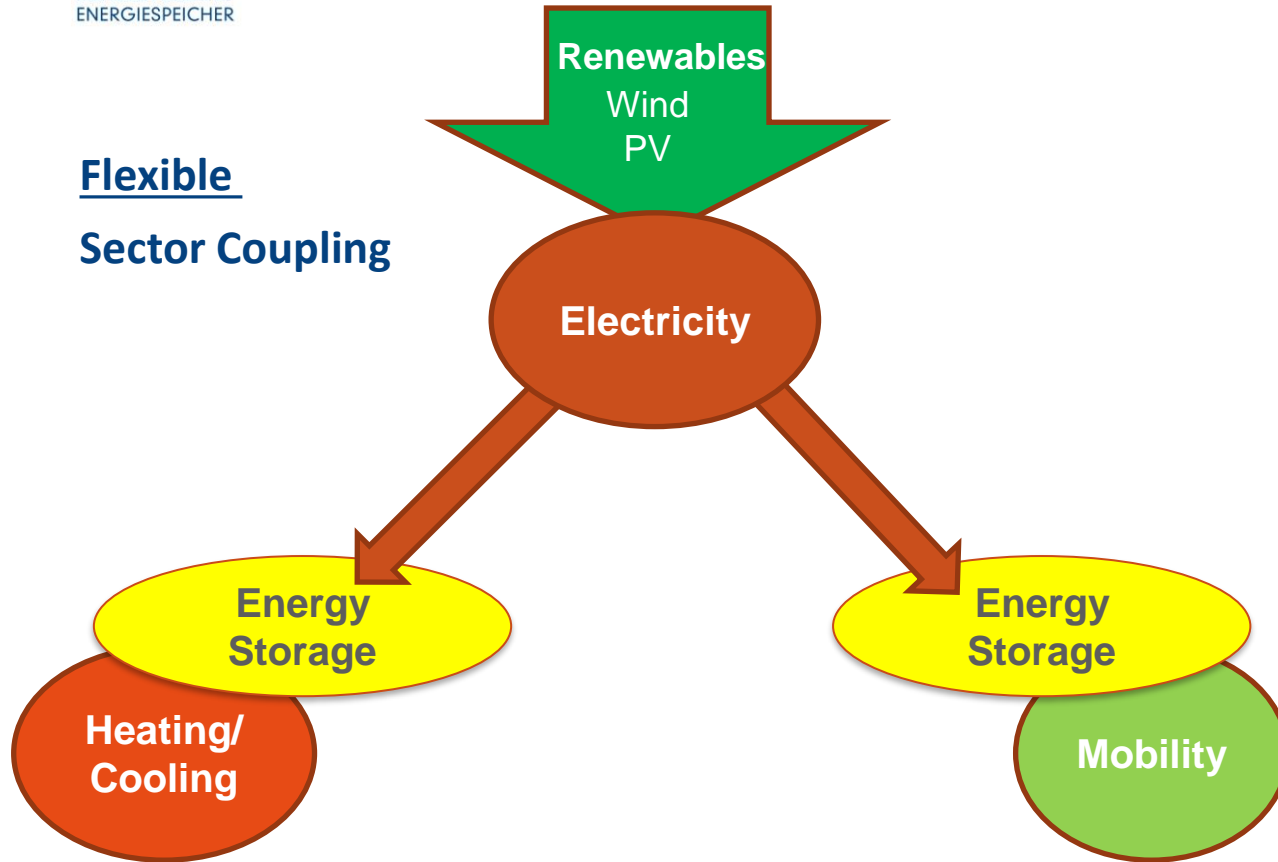 ENERGIESPEICHER
Renewables
Wind
PV
Flexible
Sector Coupling
Electricity
Energy
Storage
Energy
Storage
Heating/
Cooling
Mobility